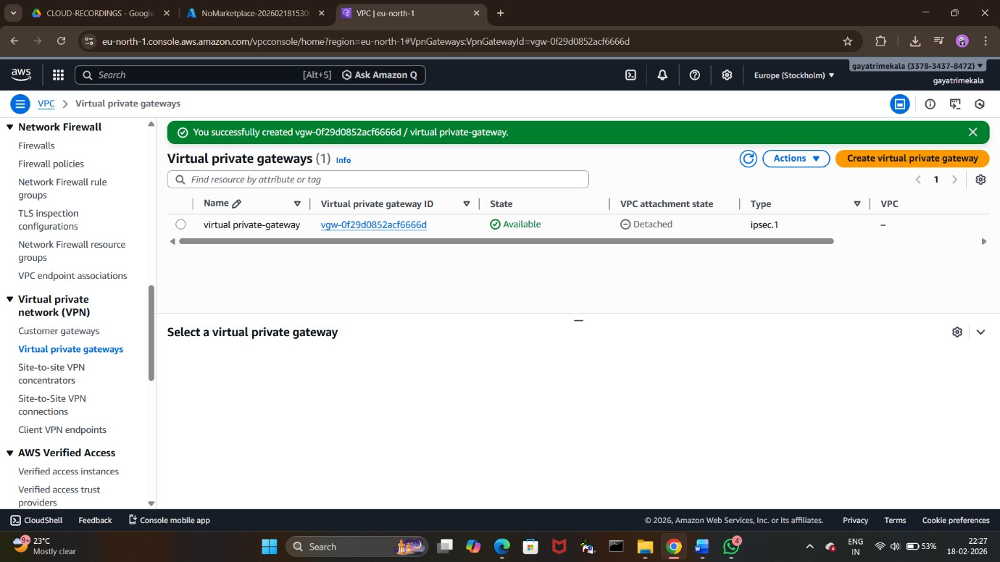 CLOUD-RECORDINGS - Google
NoMarketplace-202602181530
VPC | eu-north-1
eu-north-1.console.aws.amazon.com/vpcconsole/home?region=eu-north-1#VpnGateways:VpnGatewayId=vgw-0f29d0852acf6666d
aws
Search
[Alt+S]
Ask Amazon Q
Europe (Stockholm)
gayatrimekala (3378-3437-8472)
gayatrimekala
VPC
Virtual private gateways
Network Firewall
Firewalls
Firewall policies
Network Firewall rule
groups
TLS inspection
configurations
Network Firewall resource
groups
VPC endpoint associations
Virtual private
network (VPN)
Customer gateways
Virtual private gateways
Site-to-site VPN
concentrators
Site-to-Site VPN
connections
Client VPN endpoints
AWS Verified Access
Verified access instances
Verified access trust
providers
You successfully created vgw-0f29d0852acf6666d / virtual private-gateway.
Virtual private gateways (1) Info
Actions
Create virtual private gateway
Find resource by attribute or tag
1
Name Virtual private gateway ID State VPC attachment state Type VPC
virtual private-gateway vgw-0f29d0852acf6666d Available Detached ipsec.1 –
Select a virtual private gateway
CloudShell Feedback Console mobile app
© 2026, Amazon Web Services, Inc. or its affiliates. Privacy Terms Cookie preferences
9+
23°C
Mostly clear
Search
4
ENG
IN
53%
22:27
18-02-2026